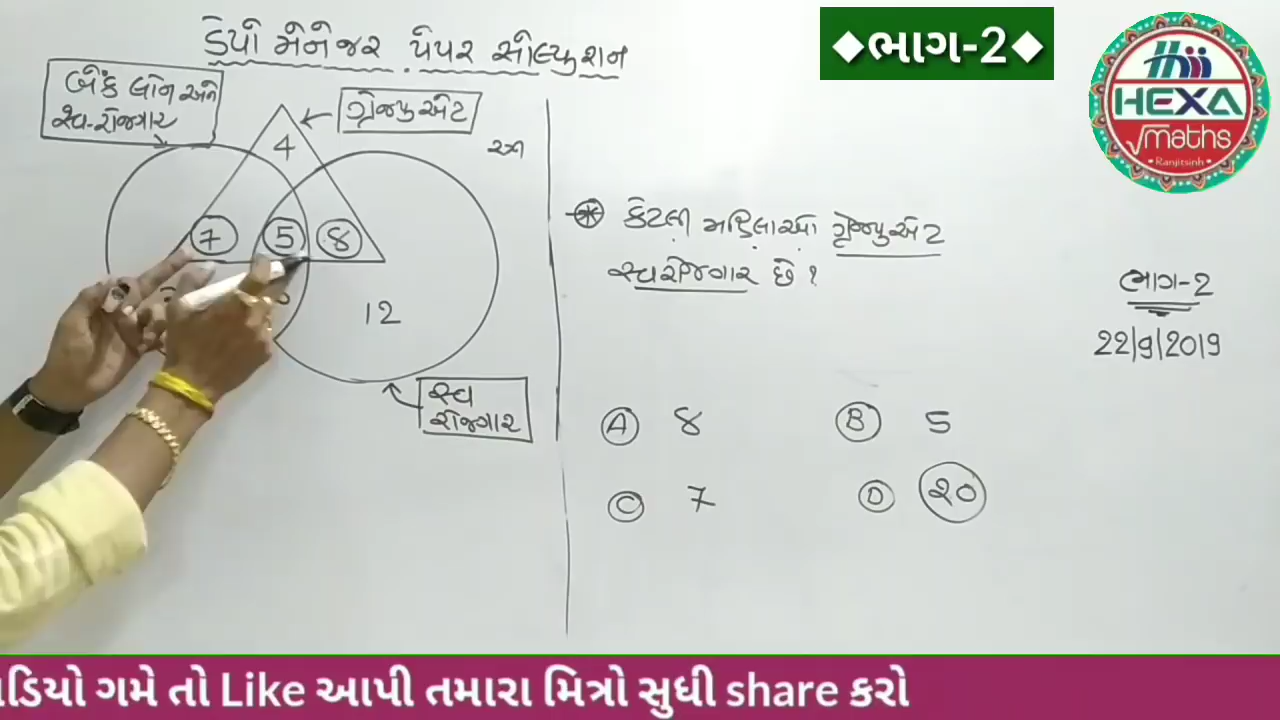 ડેપો મેનેજર પેપર સોલ્યુશન
◆ભાગ-2◆
HEXA
maths
Ranjitsinh
બેંક લોન અને
સ્વ-રોજગાર
ગ્રેજ્યુએટ
4
7
5
8
12
સ્વ
રોજગાર
કેટલી મહિલાઓ ગ્રેજ્યુએટ
સ્વરોજગાર છે ?
A 8
B 5
C 7
D 20
ભાગ-2
22/9/2019
ડિયો ગમે તો Like આપી તમારા મિત્રો સુધી share કરો